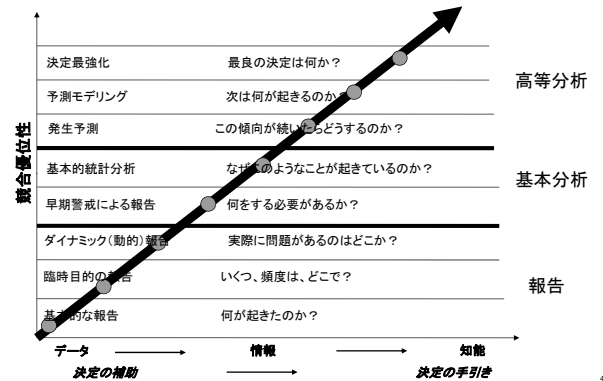 決定最強化 最良の決定は何か?
予測モデリング 次は何が起きるのか?
高等分析
発生予測 この傾向が続いたらどうするのか?
基本的統計分析 なぜこのようなことが起きているのか?
基本分析
早期警戒による報告 何をする必要があるか?
ダイナミック(動的)報告 実際に問題があるのはどこか?
臨時目的の報告 いくつ、頻度は、どこで?
報告
基本的な報告 何が起きたのか?
競合優位性
データ 情報 知能
決定の補助 決定の手引き
4